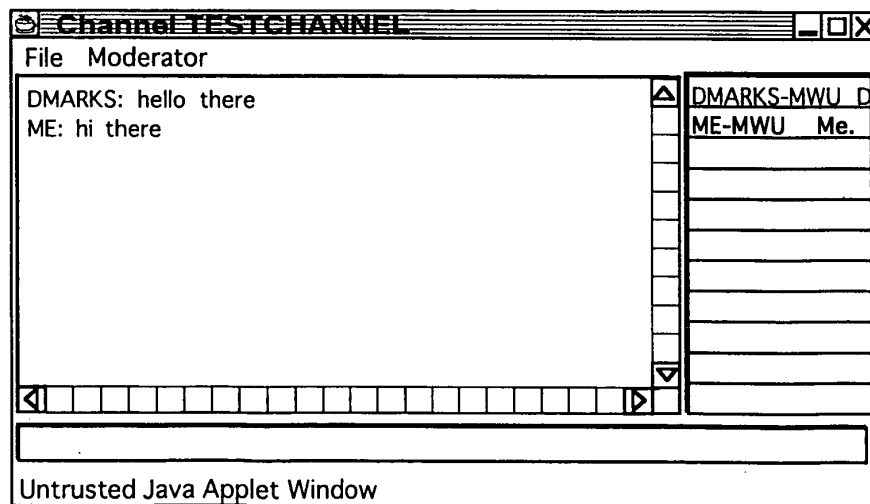 Channel TESTCHANNEL
File Moderator
DMARKS: hello there
ME: hi there
DMARKS-MWU D
ME-MWU Me.
Untrusted Java Applet Window